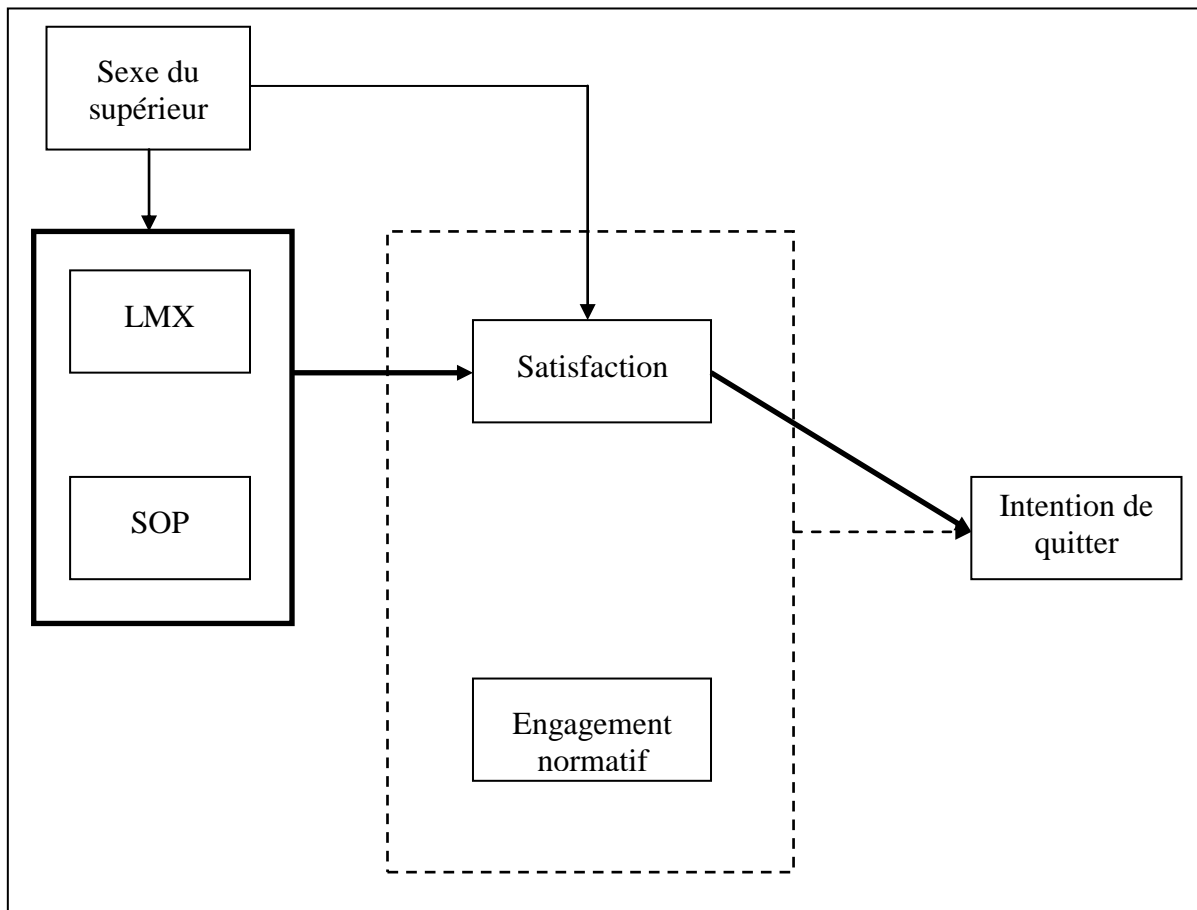 Sexe du
supérieur
LMX
SOP
Satisfaction
Engagement
normatif
Intention de
quitter